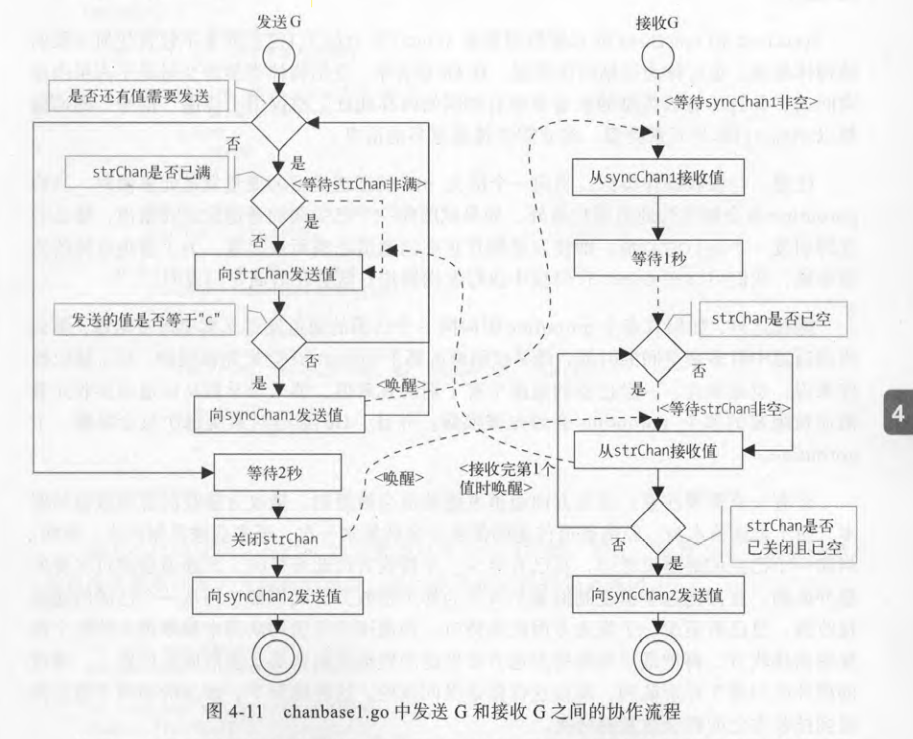 发送G
是否还有值需要发送
否
是
strChan是否已满
<等待strChan非满>
是
否
向strChan发送值
发送的值是否等于"c"
否
是
<唤醒>
向syncChan1发送值
等待2秒
<唤醒>
关闭strChan
向syncChan2发送值
接收G
<等待syncChan1非空>
从syncChan1接收值
等待1秒
strChan是否已空
否
是
<等待strChan非空>
从strChan接收值
<接收完第1个
值时唤醒>
strChan是否
已关闭且已空
否
是
向syncChan2发送值
4
图 4-11 chanbase1.go 中发送 G 和接收 G 之间的协作流程